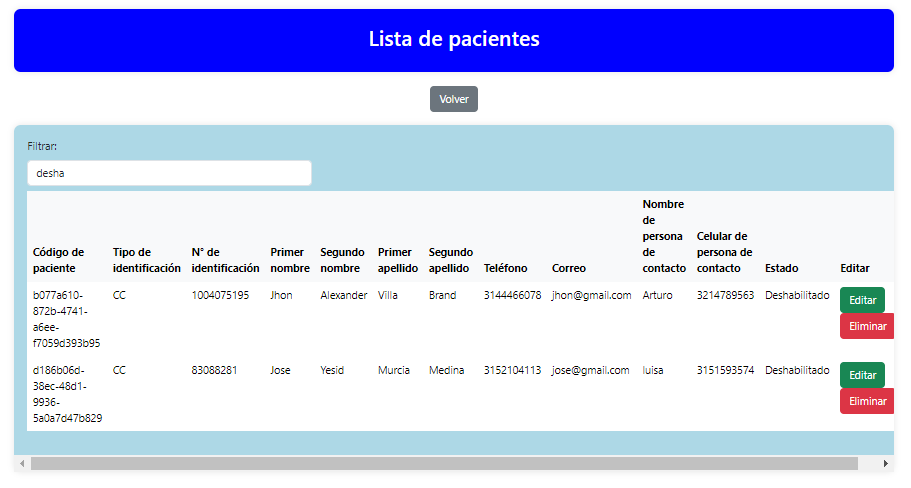 Lista de pacientes
Volver
Filtrar:
desha
Código de paciente Tipo de identificación N° de identificación Primer nombre Segundo nombre Primer apellido Segundo apellido Teléfono Correo Nombre de persona de contacto Celular de persona de contacto Estado Editar
b077a610-872b-4741-a6ee-f7059d393b95 CC 1004075195 Jhon Alexander Villa Brand 3144466078 jhon@gmail.com Arturo 3214789563 Deshabilitado Editar Eliminar
d186b06d-38ec-48d1-9936-5a0a7d47b829 CC 83088281 Jose Yesid Murcia Medina 3152104113 jose@gmail.com luisa 3151593574 Deshabilitado Editar Eliminar